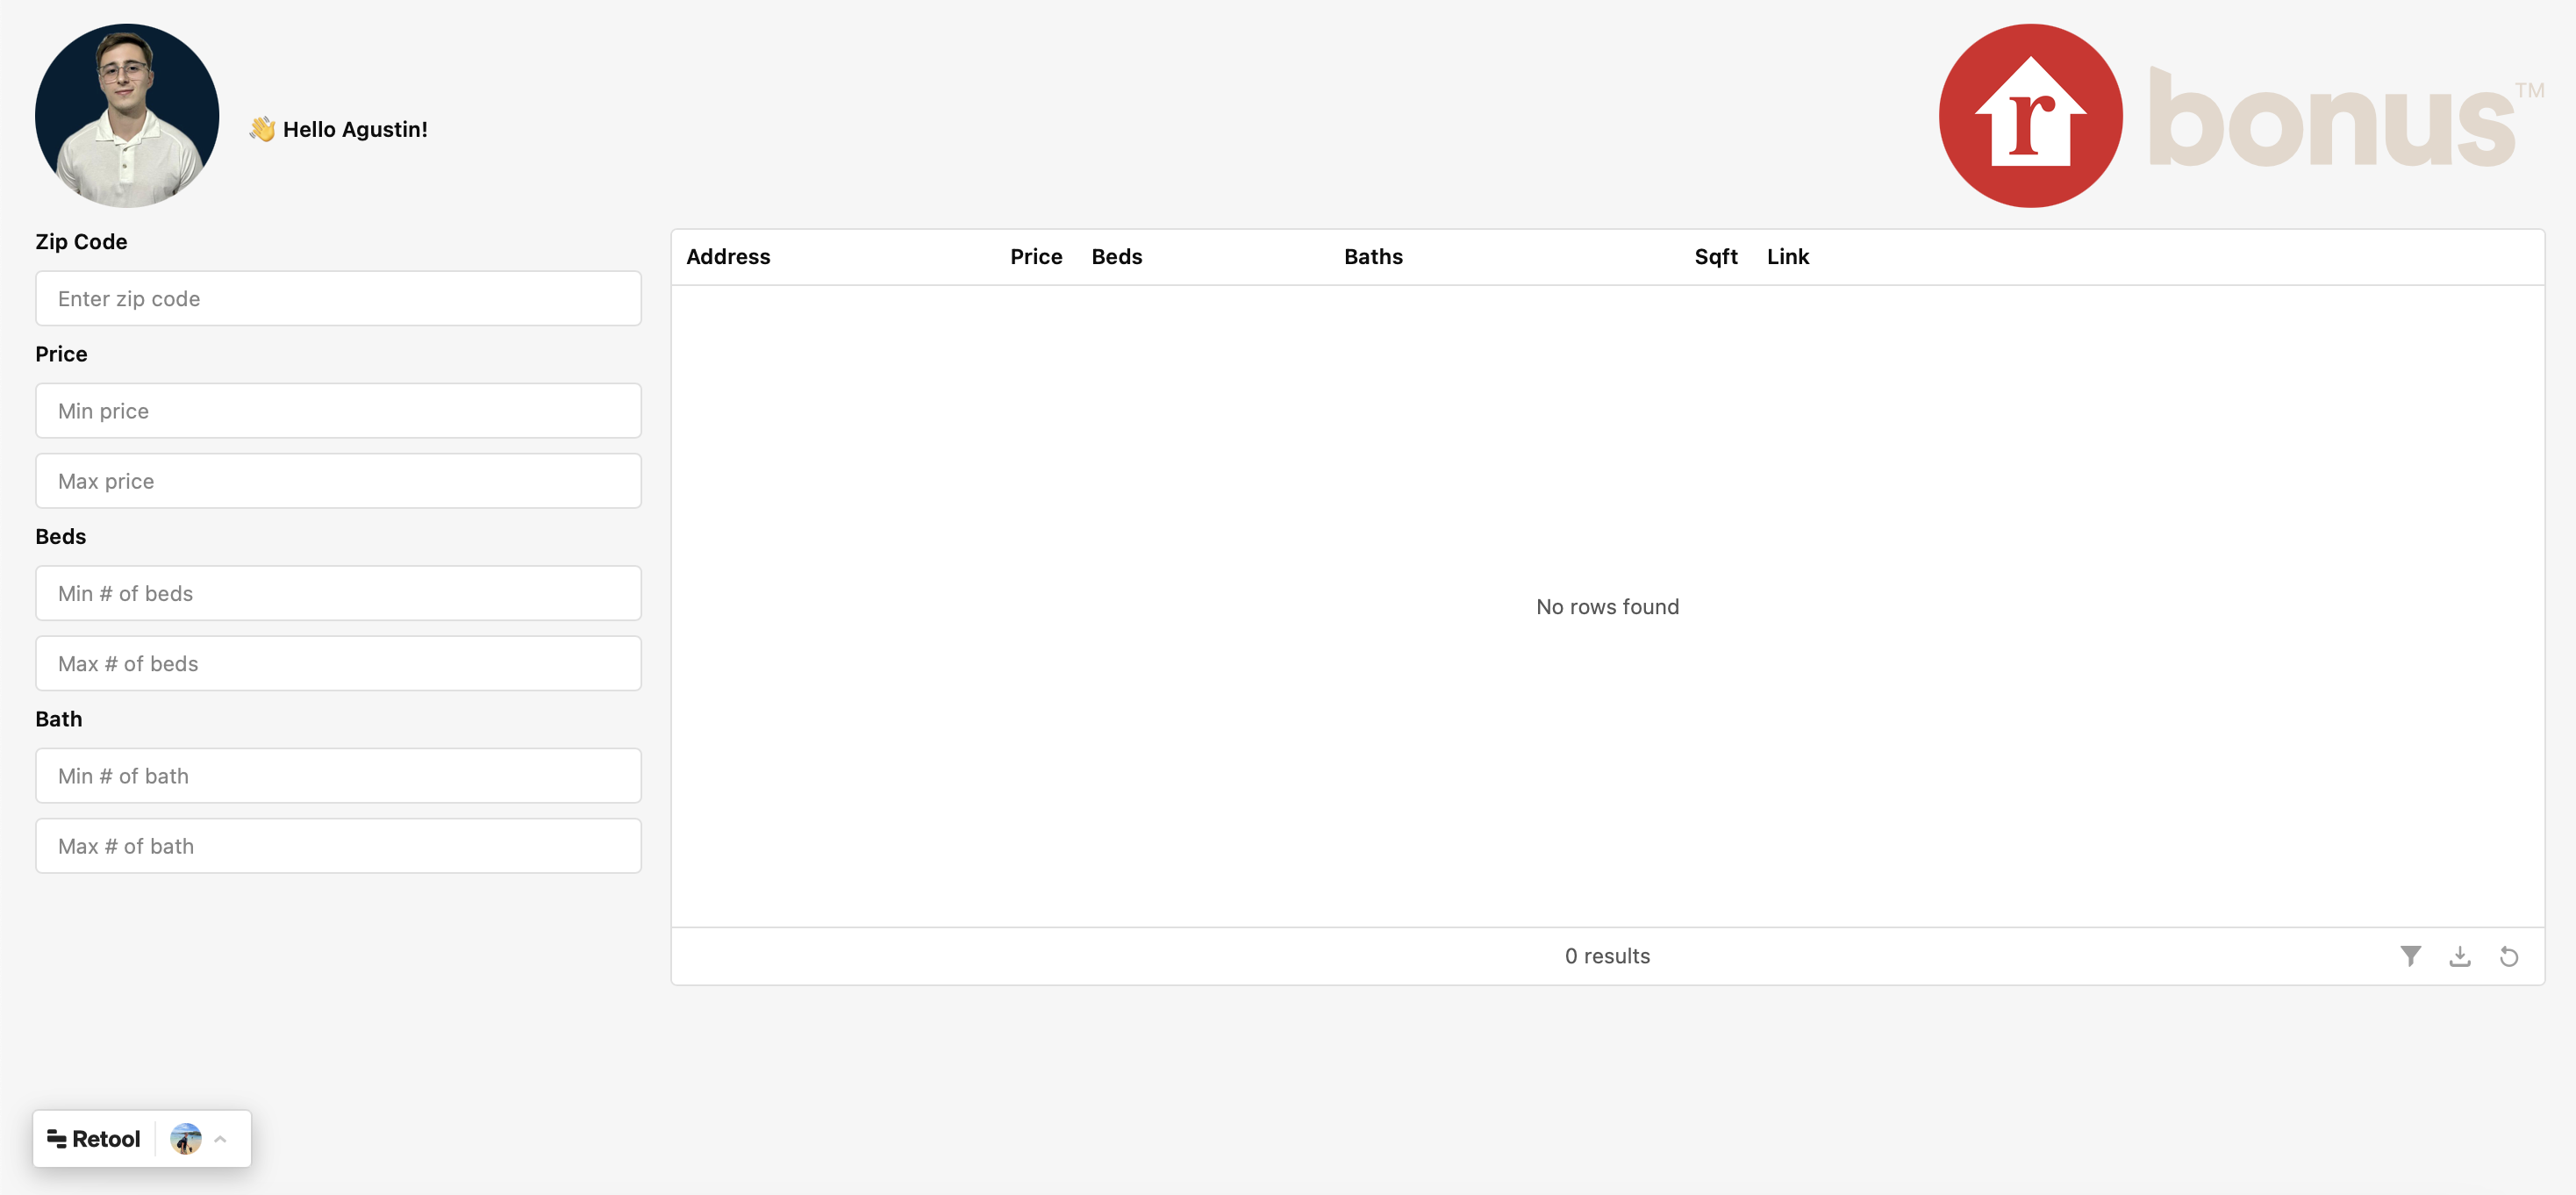 👋 Hello Agustin!
r
bonus™
Zip Code
Enter zip code
Price
Min price
Max price
Beds
Min # of beds
Max # of beds
Bath
Min # of bath
Max # of bath
Address Price Beds Baths Sqft Link
No rows found
0 results
Retool